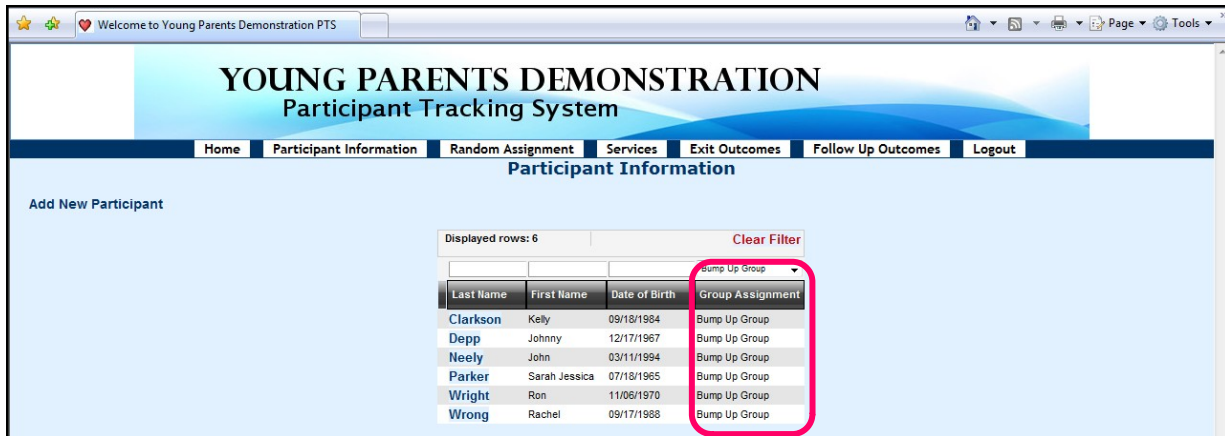 Welcome to Young Parents Demonstration PTS Page Tools
YOUNG PARENTS DEMONSTRATION
Participant Tracking System
Home Participant Information Random Assignment Services Exit Outcomes Follow Up Outcomes Logout
Participant Information
Add New Participant
Displayed rows: 6 Clear Filter
Bump Up Group
Last Name First Name Date of Birth Group Assignment
Clarkson Kelly 09/18/1984 Bump Up Group
Depp Johnny 12/17/1967 Bump Up Group
Neely John 03/11/1994 Bump Up Group
Parker Sarah Jessica 07/18/1965 Bump Up Group
Wright Ron 11/06/1970 Bump Up Group
Wrong Rachel 09/17/1988 Bump Up Group